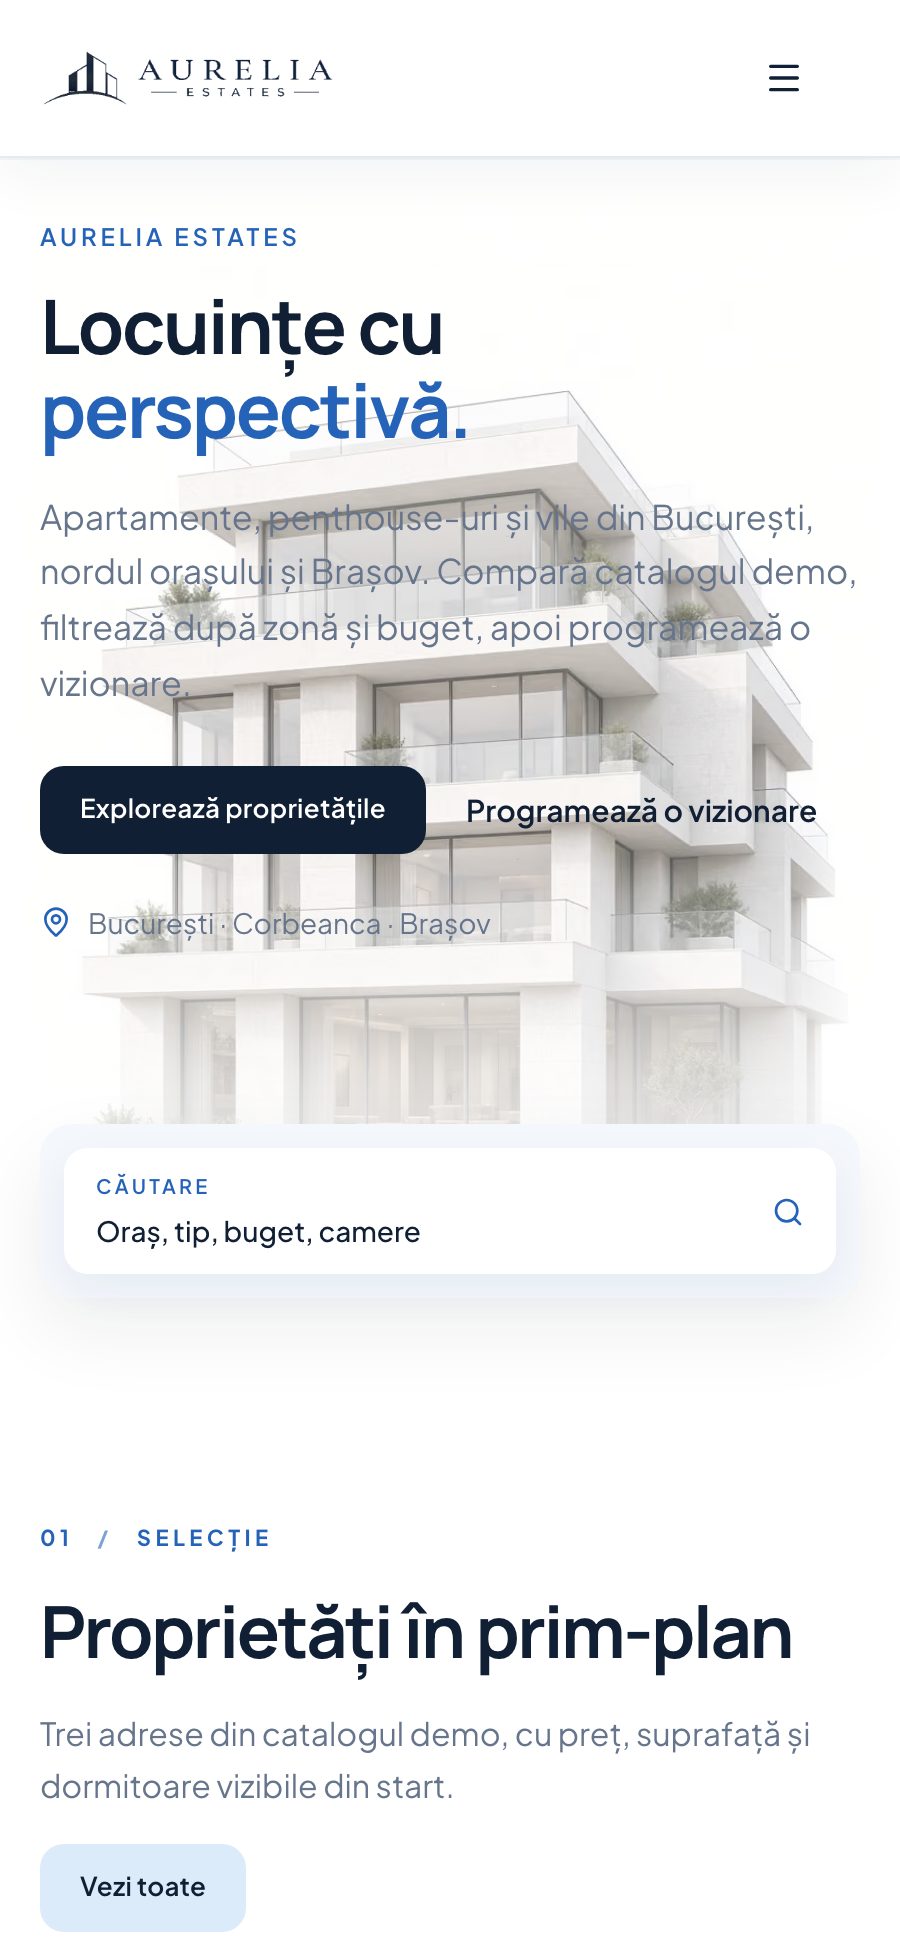 AURELIA
ESTATES
AURELIA ESTATES
Locuințe cu
perspectivă.
Apartamente, penthouse-uri și vile din București,
nordul orașului și Brașov. Compară catalogul demo,
filtrează după zonă și buget, apoi programează o
vizionare.
Explorează proprietățile
Programează o vizionare
București · Corbeanca · Brașov
CĂUTARE
Oraș, tip, buget, camere
01 / SELECȚIE
Proprietăți în prim-plan
Trei adrese din catalogul demo, cu preț, suprafață și
dormitoare vizibile din start.
Vezi toate